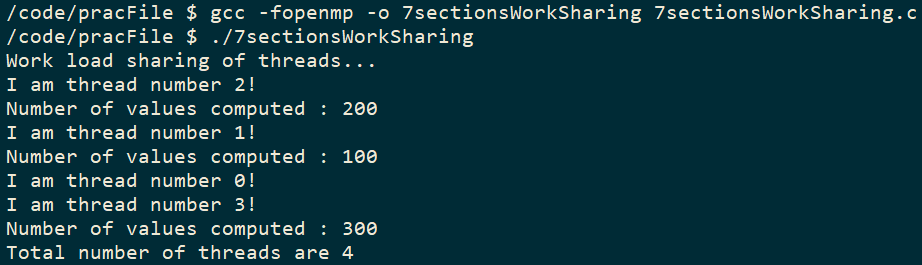 /code/pracFile $ gcc -fopenmp -o 7sectionsWorkSharing 7sectionsWorkSharing.c
/code/pracFile $ ./7sectionsWorkSharing
Work load sharing of threads...
I am thread number 2!
Number of values computed : 200
I am thread number 1!
Number of values computed : 100
I am thread number 0!
I am thread number 3!
Number of values computed : 300
Total number of threads are 4